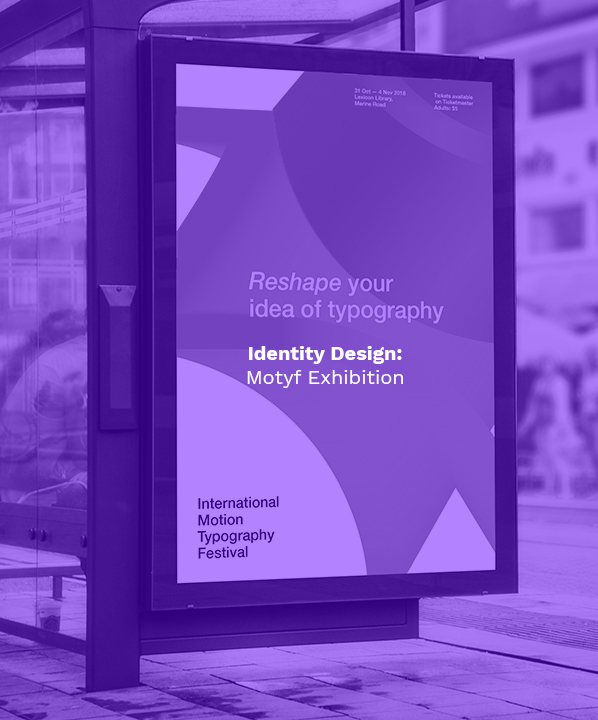 31 Oct — 4 Nov 2018
Lexicon Library,
Marine Road
Tickets available
on Ticketmaster
Adults: $5
Reshape your
idea of typography
Identity Design:
Motyf Exhibition
International
Motion
Typography
Festival